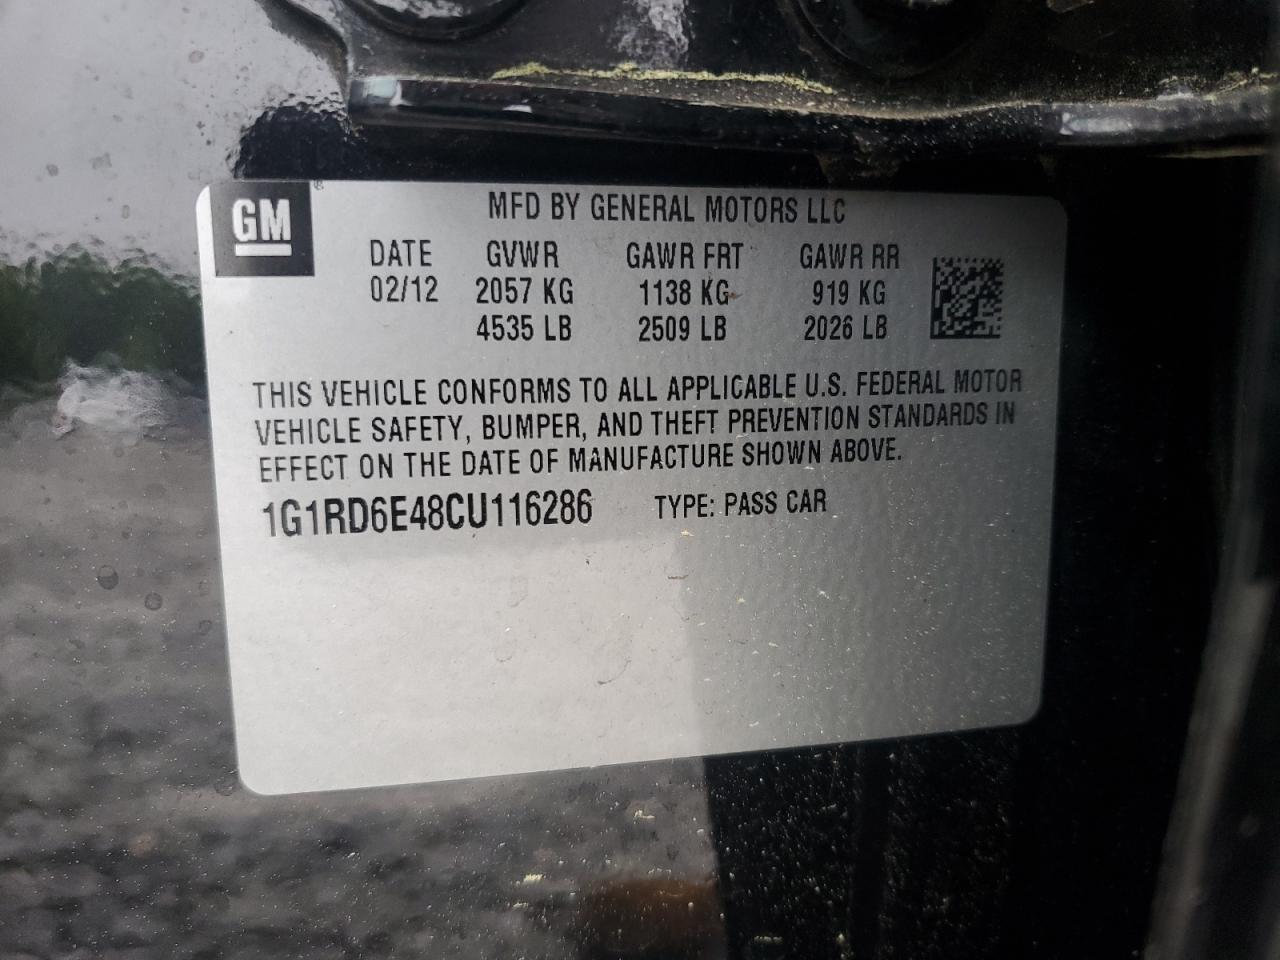 GM ®
MFD BY GENERAL MOTORS LLC
DATE GVWR GAWR FRT GAWR RR
02/12 2057 KG 1138 KG 919 KG
4535 LB 2509 LB 2026 LB
THIS VEHICLE CONFORMS TO ALL APPLICABLE U.S. FEDERAL MOTOR
VEHICLE SAFETY, BUMPER, AND THEFT PREVENTION STANDARDS IN
EFFECT ON THE DATE OF MANUFACTURE SHOWN ABOVE.
1G1RD6E48CU116286 TYPE: PASS CAR